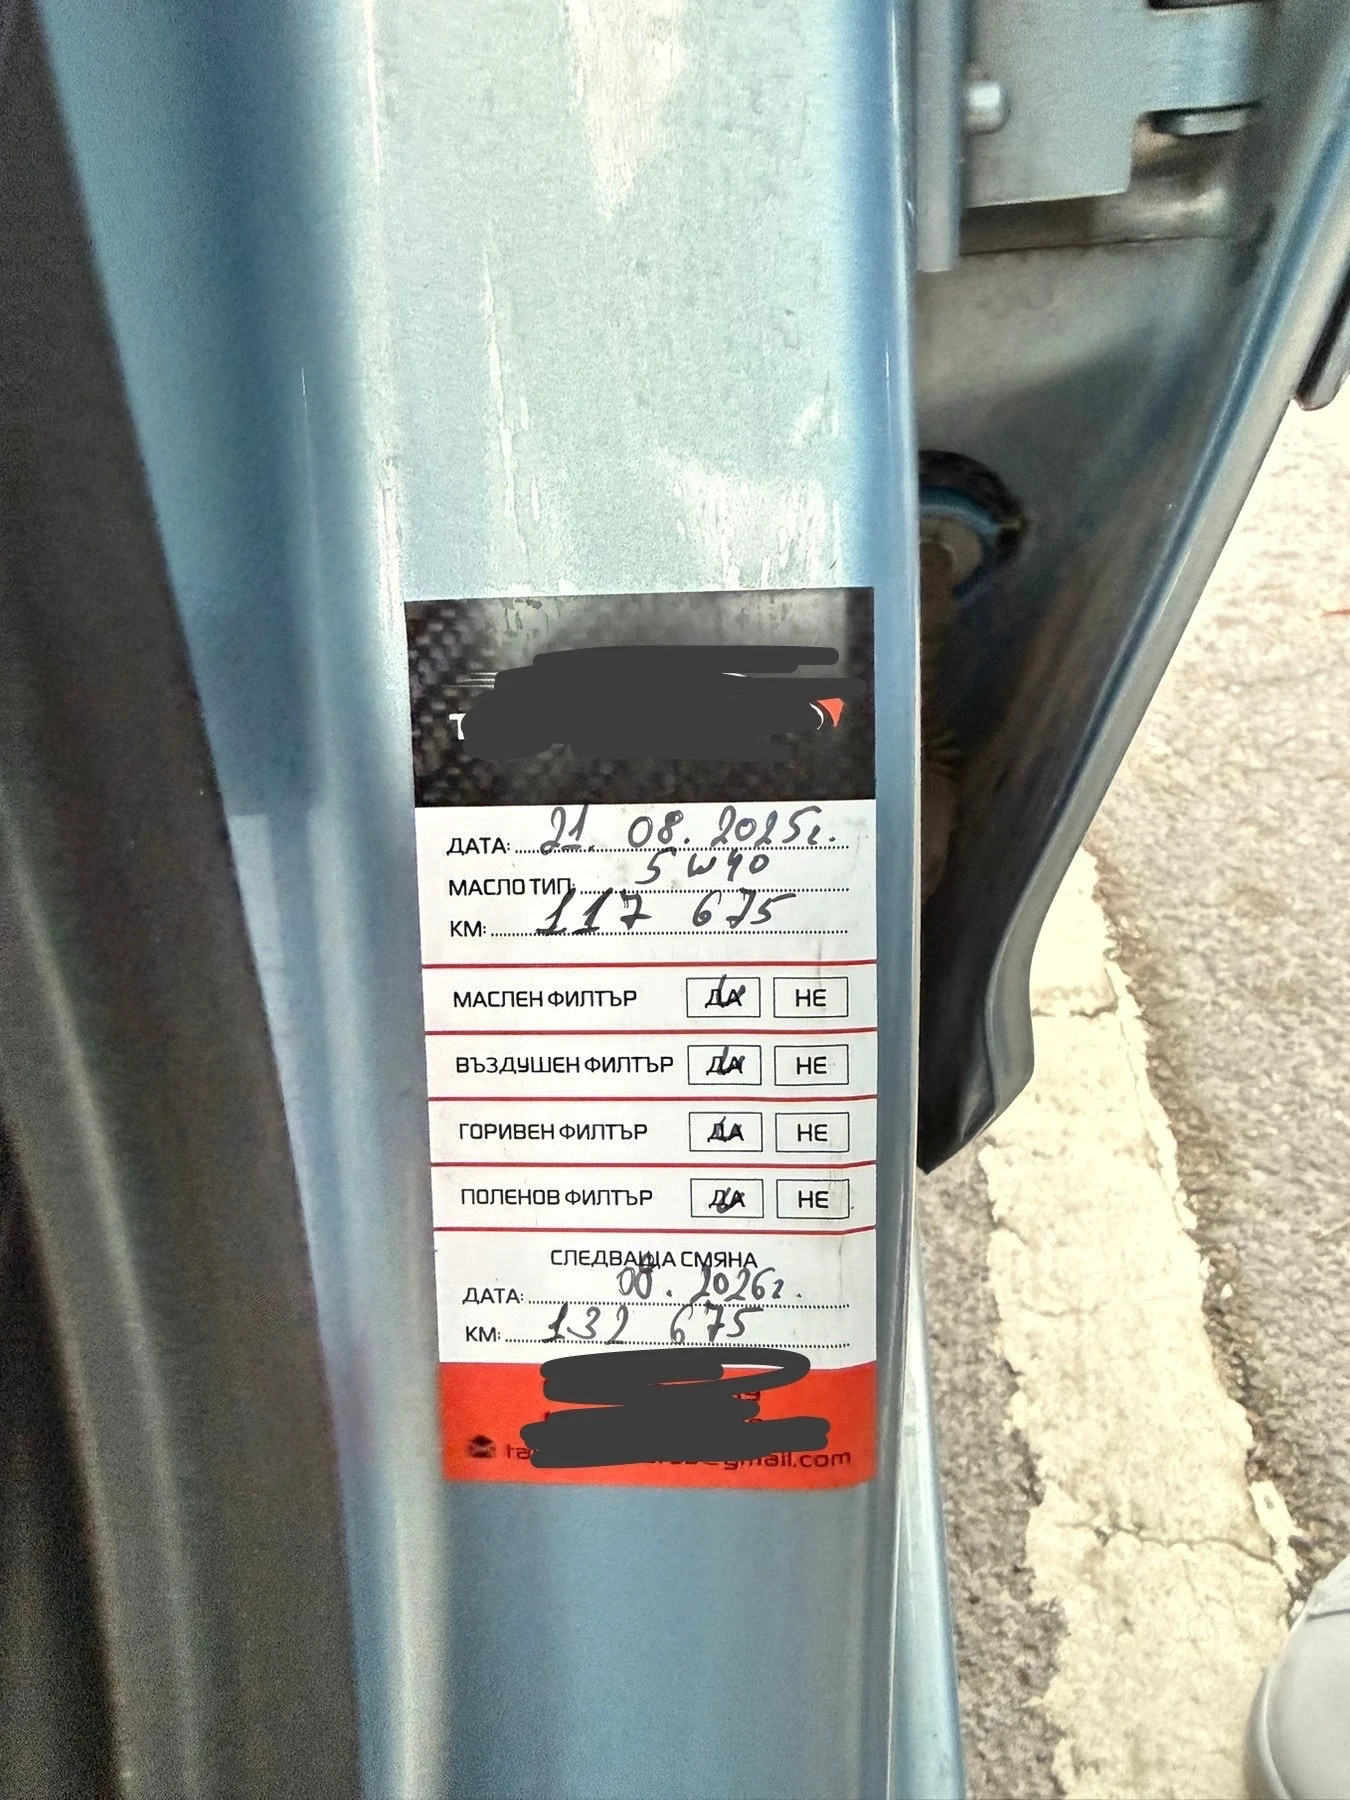 ДАТА: 21. 08. 2025г.
МАСЛО ТИП: 5W40
КМ: 117 675
МАСЛЕН ФИЛТЪР ДА НЕ
ВЪЗДУШЕН ФИЛТЪР ДА НЕ
ГОРИВЕН ФИЛТЪР ДА НЕ
ПОЛЕНОВ ФИЛТЪР ДА НЕ
СЛЕДВАЩА СМЯНА
ДАТА: 08. 2026г.
КМ: 132 675
@gmail.com